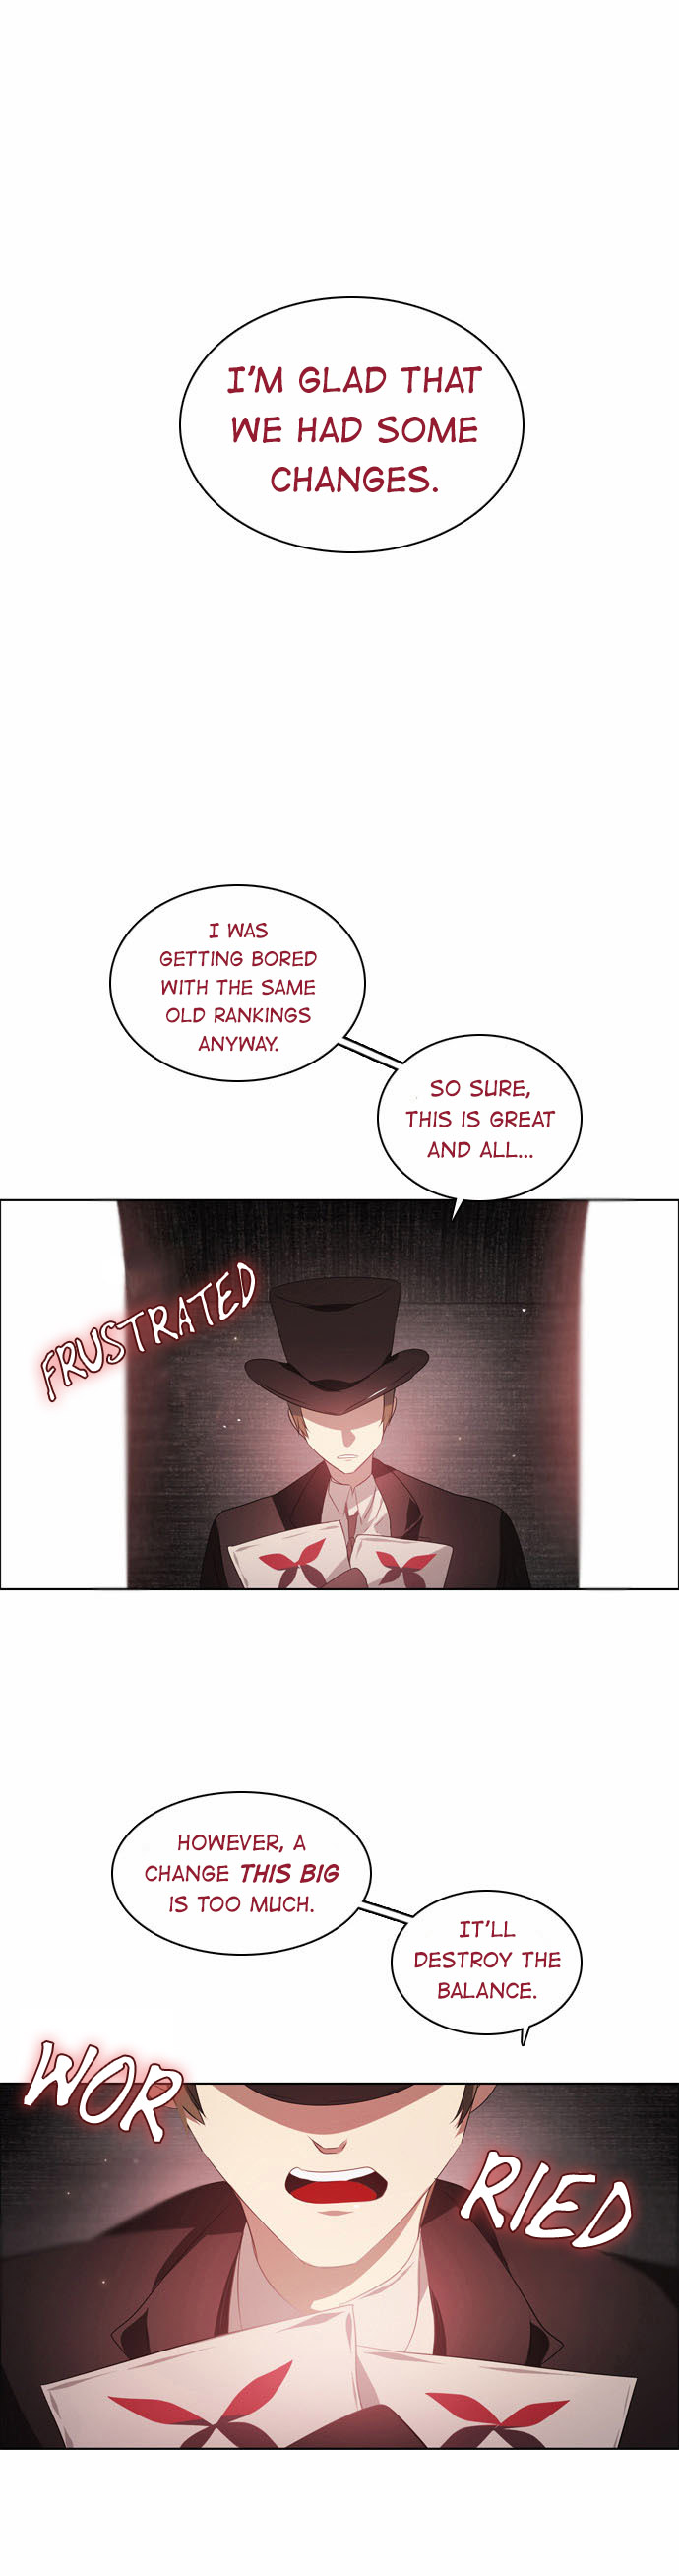 I'M GLAD THAT
WE HAD SOME
CHANGES.
I WAS
GETTING BORED
WITH THE SAME
OLD RANKINGS
ANYWAY.
SO SURE,
THIS IS GREAT
AND ALL...
FRUSTRATED
HOWEVER, A
CHANGE THIS BIG
IS TOO MUCH.
IT'LL
DESTROY THE
BALANCE.
WOR
RIED